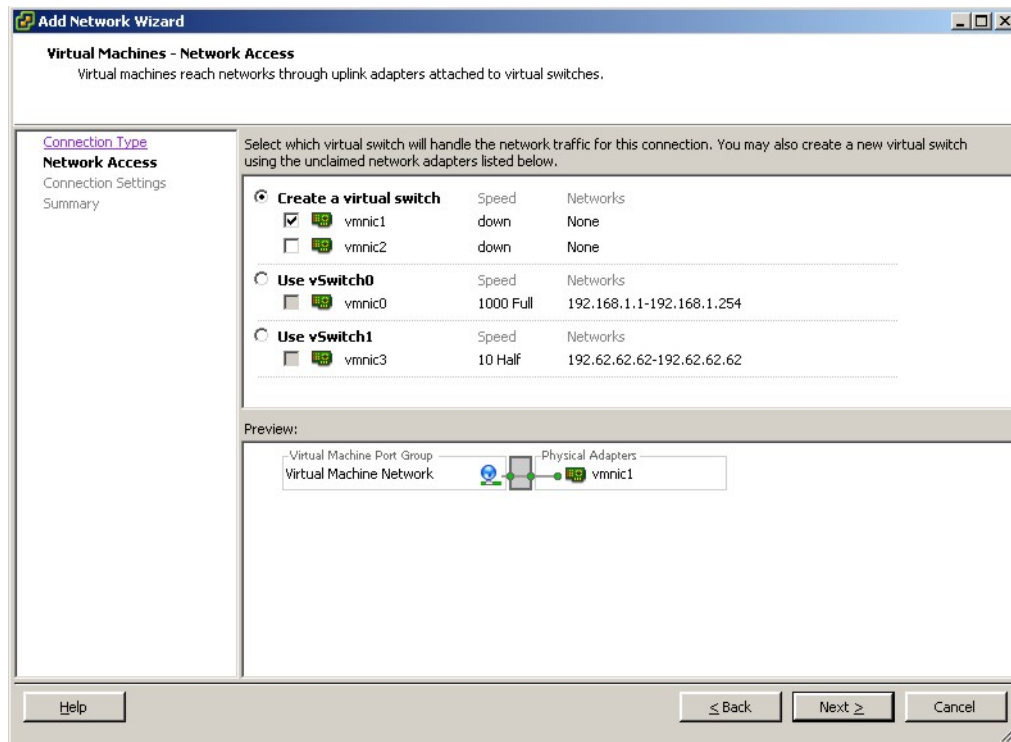 Add Network Wizard
Virtual Machines - Network Access
Virtual machines reach networks through uplink adapters attached to virtual switches.
Connection Type
Network Access
Connection Settings
Summary
Select which virtual switch will handle the network traffic for this connection. You may also create a new virtual switch
using the unclaimed network adapters listed below.
Create a virtual switch Speed Networks
vmnic1 down None
vmnic2 down None
Use vSwitch0 Speed Networks
vmnic0 1000 Full 192.168.1.1-192.168.1.254
Use vSwitch1 Speed Networks
vmnic3 10 Half 192.62.62.62-192.62.62.62
Preview:
Virtual Machine Port Group Physical Adapters
Virtual Machine Network vmnic1
Help < Back Next > Cancel